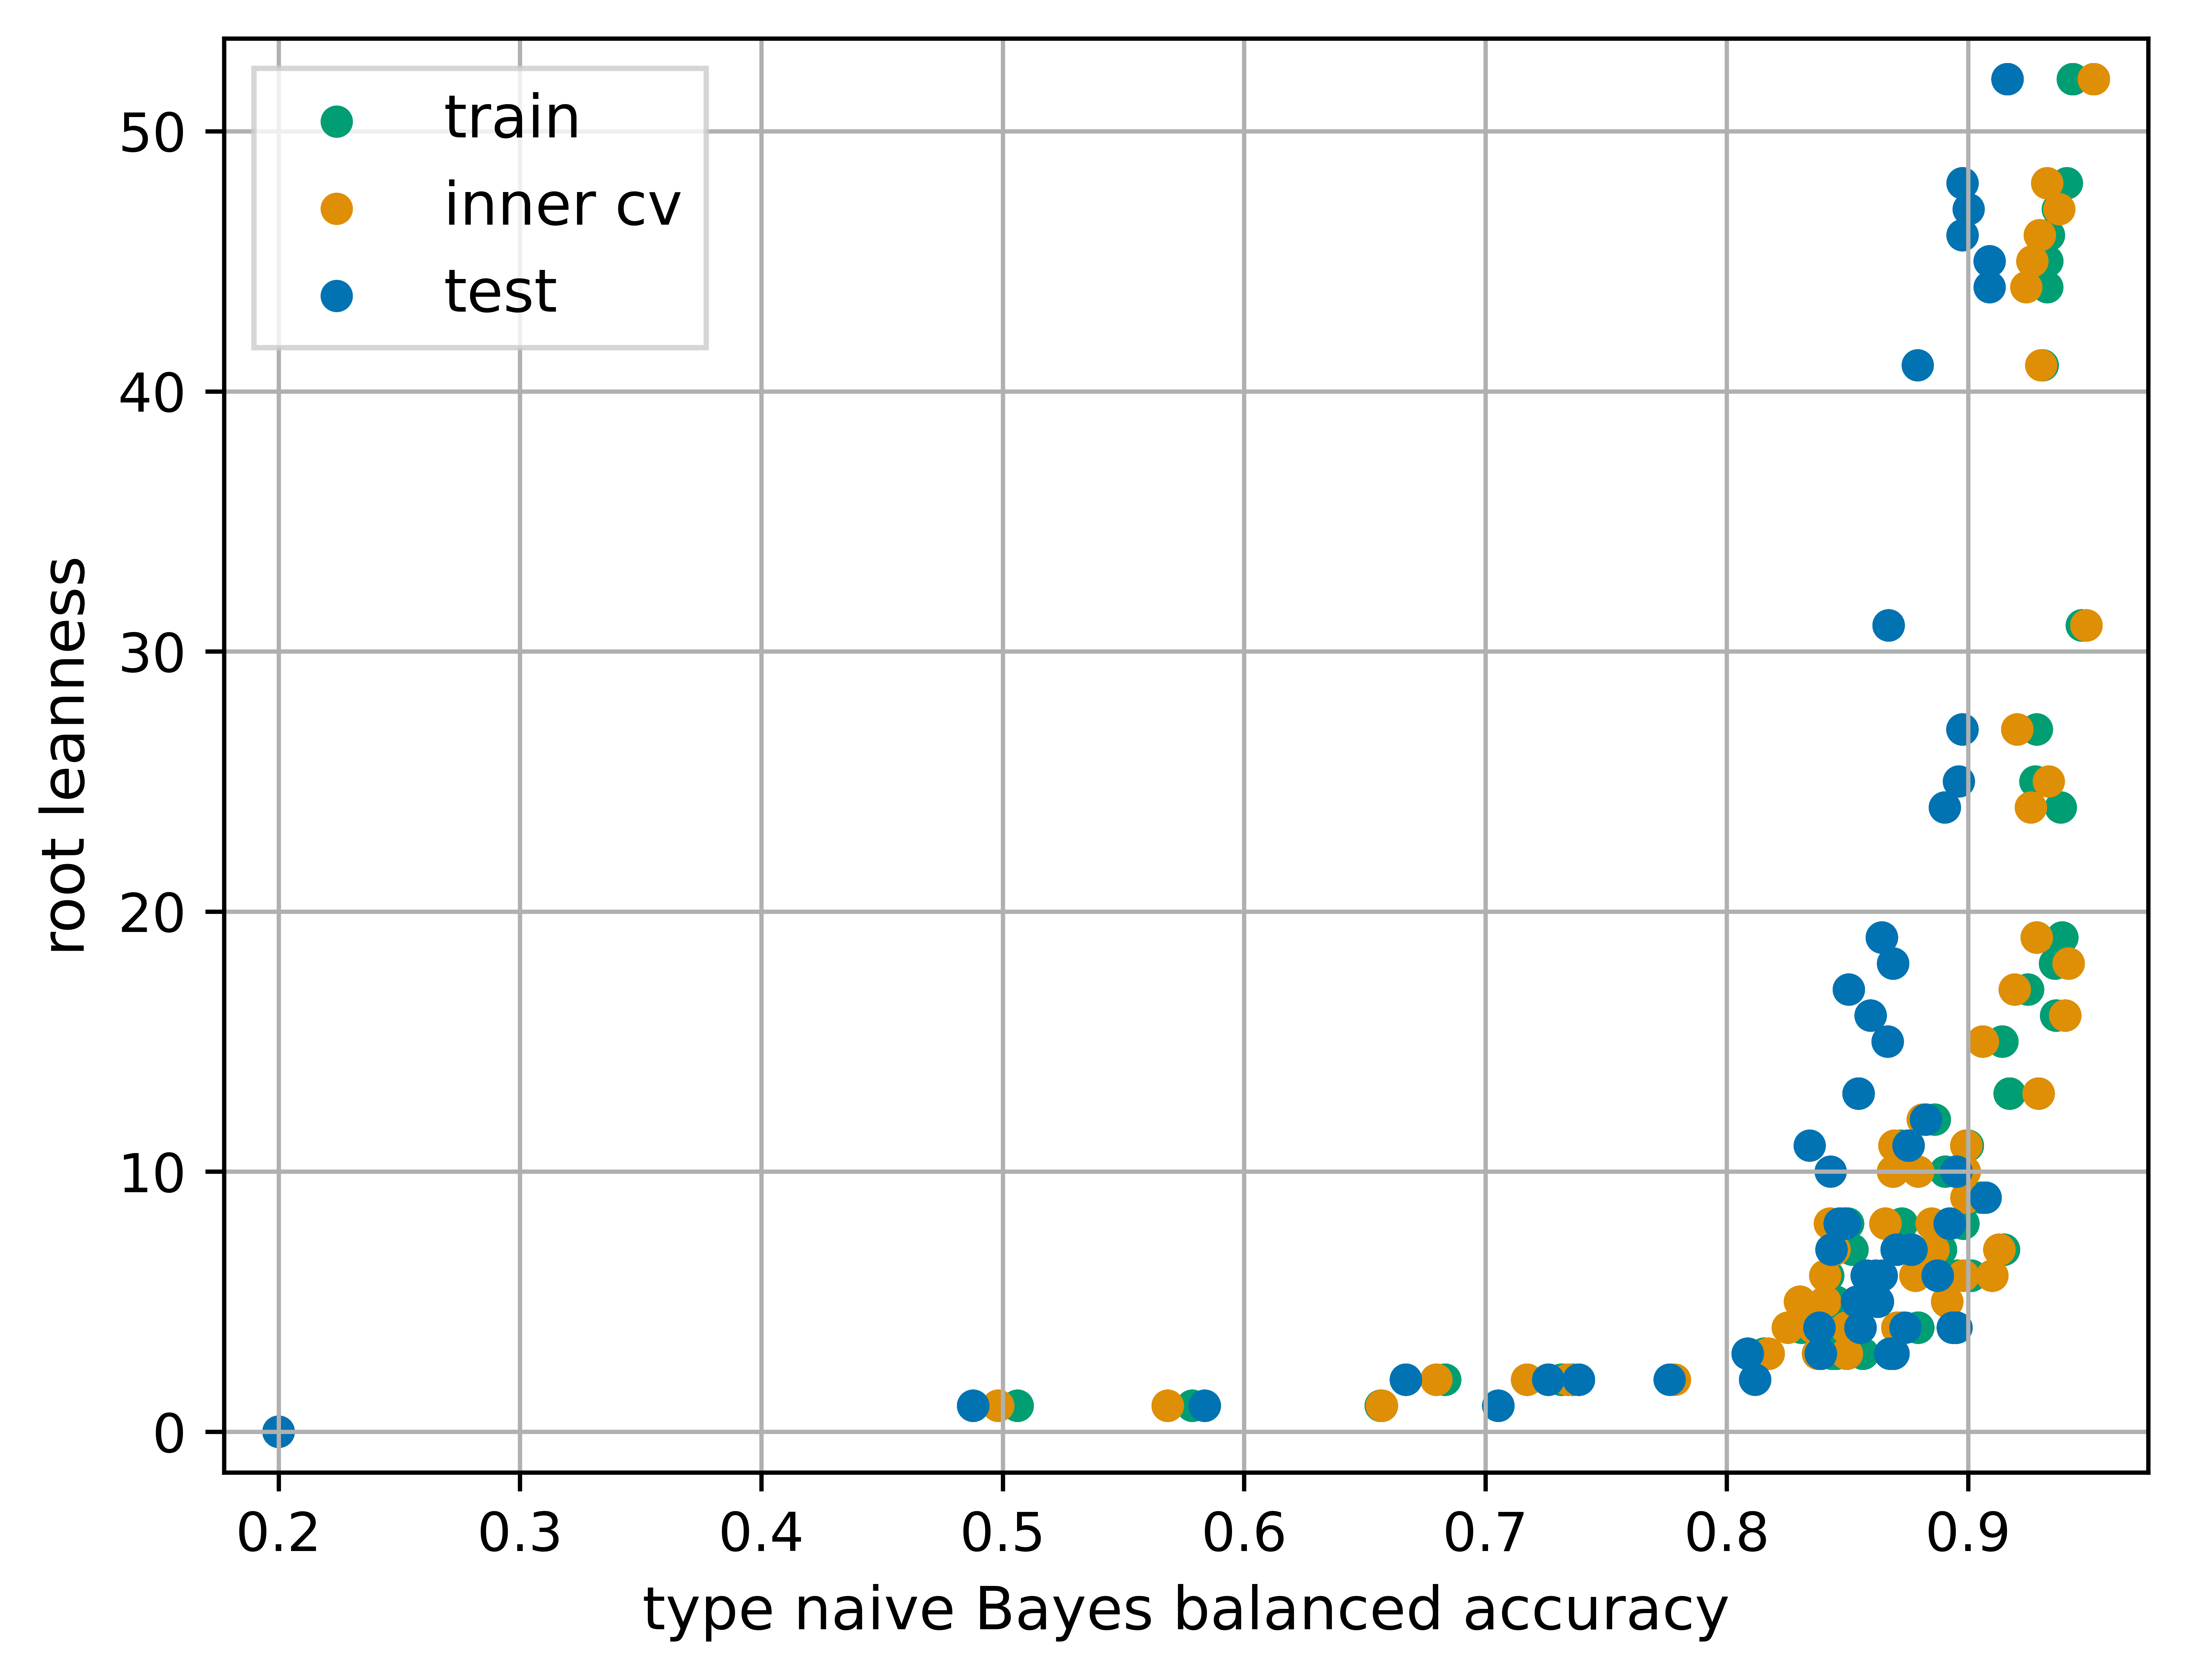 train
inner cv
test
50
40
30
20
10
0
root leanness
0.2 0.3 0.4 0.5 0.6 0.7 0.8 0.9
type naive Bayes balanced accuracy